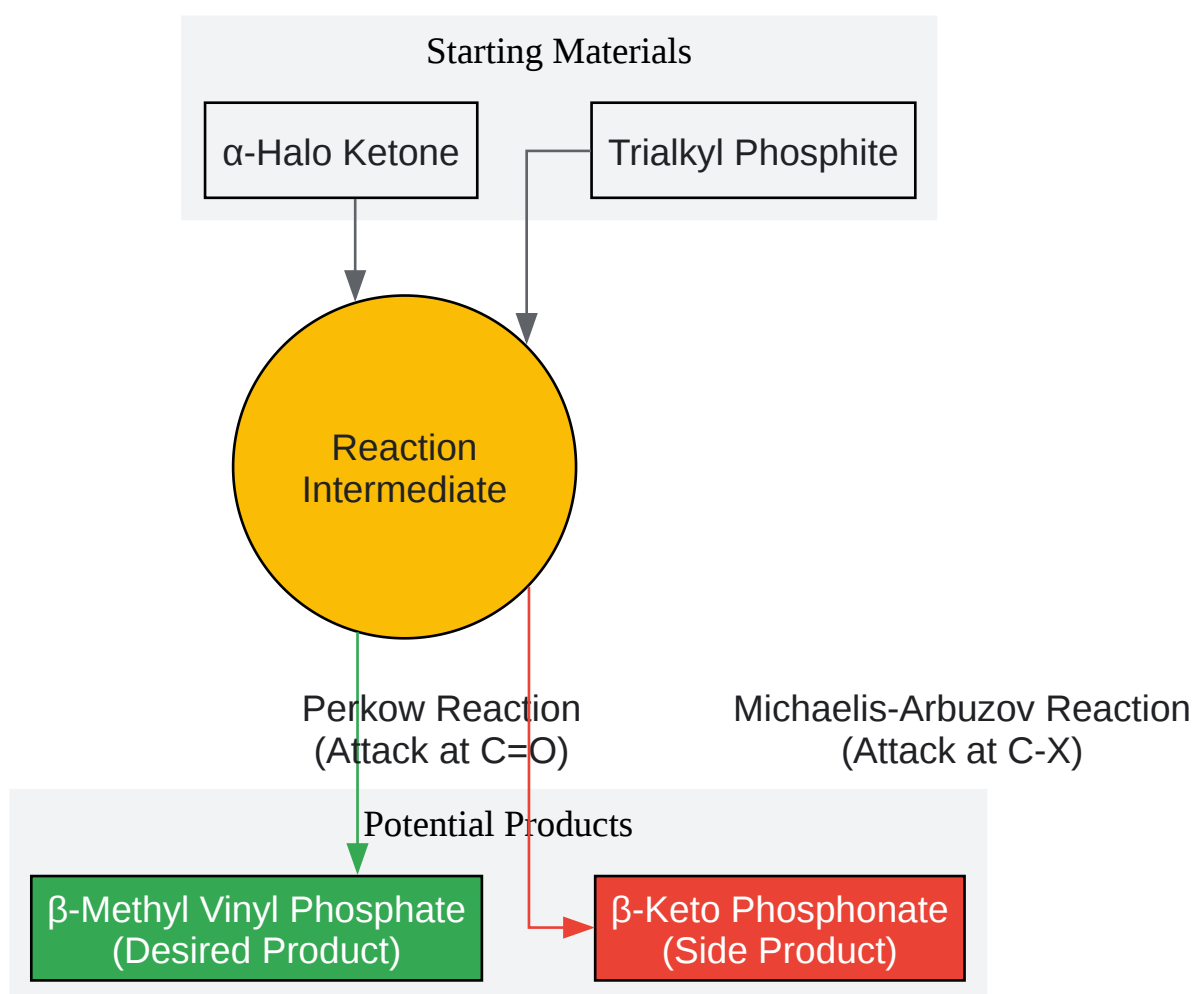 Starting Materials
α-Halo Ketone
Trialkyl Phosphite
Reaction
Intermediate
Perkow Reaction
(Attack at C=O)
Michaelis-Arbuzov Reaction
(Attack at C-X)
Potential Products
β-Methyl Vinyl Phosphate
(Desired Product)
β-Keto Phosphonate
(Side Product)